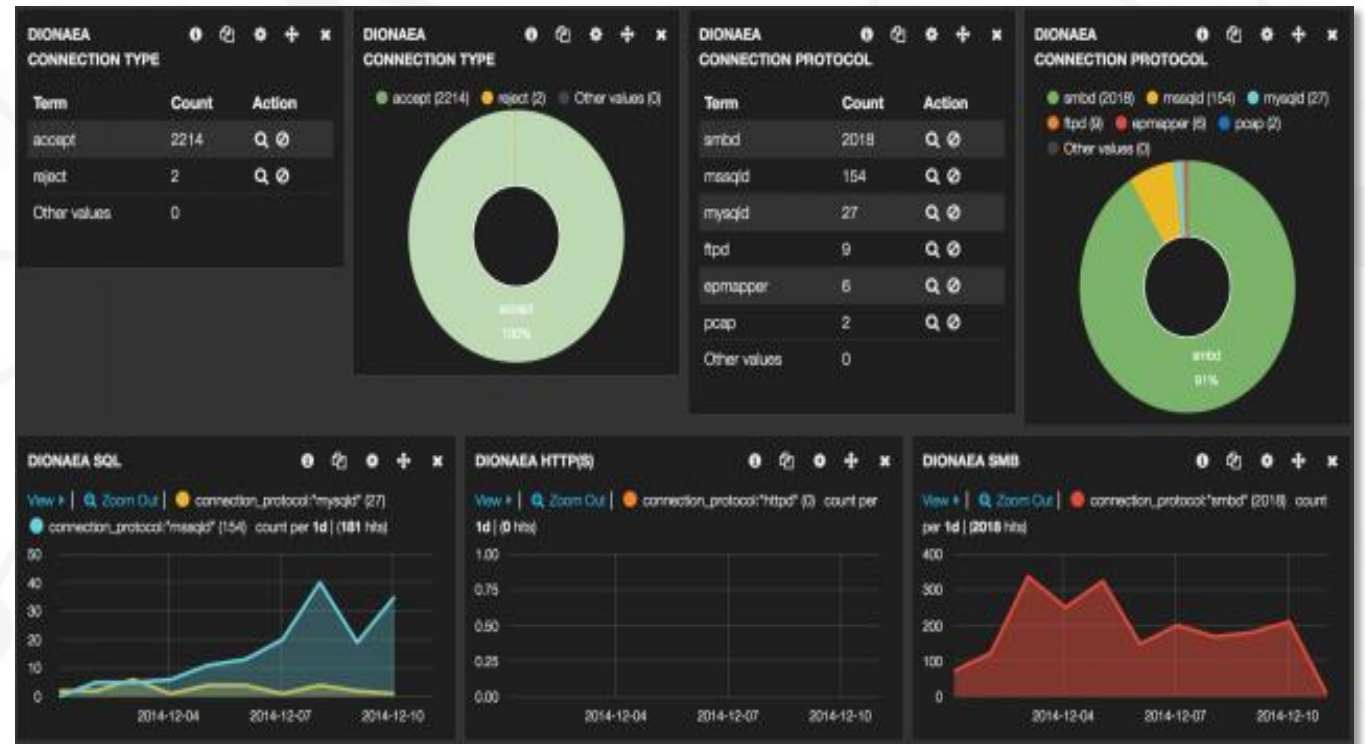 DIONAEA
CONNECTION TYPE
Term Count Action
accept 2214
reject 2
Other values 0
DIONAEA
CONNECTION TYPE
accept (2214) reject (2) Other values (0)
accept
100%
DIONAEA
CONNECTION PROTOCOL
Term Count Action
smbd 2018
mssqld 154
mysqld 27
ftpd 9
epmapper 6
pcap 2
Other values 0
DIONAEA
CONNECTION PROTOCOL
smbd (2018) mssqld (154) mysqld (27)
ftpd (9) epmapper (6) pcap (2)
Other values (0)
smbd
91%
DIONAEA SQL
View | Zoom Out | connection_protocol:"mysqld" (27)
connection_protocol:"mssqld" (154) count per 1d | (181 hits)
50
40
30
20
10
0
2014-12-04 2014-12-07 2014-12-10
DIONAEA HTTP(S)
View | Zoom Out | connection_protocol:"httpd" (0) count per
1d | (0 hits)
1.00
0.75
0.50
0.25
0.00
2014-12-04 2014-12-07 2014-12-10
DIONAEA SMB
View | Zoom Out | connection_protocol:"smbd" (2018) count
per 1d | (2018 hits)
400
300
200
100
0
2014-12-04 2014-12-07 2014-12-10